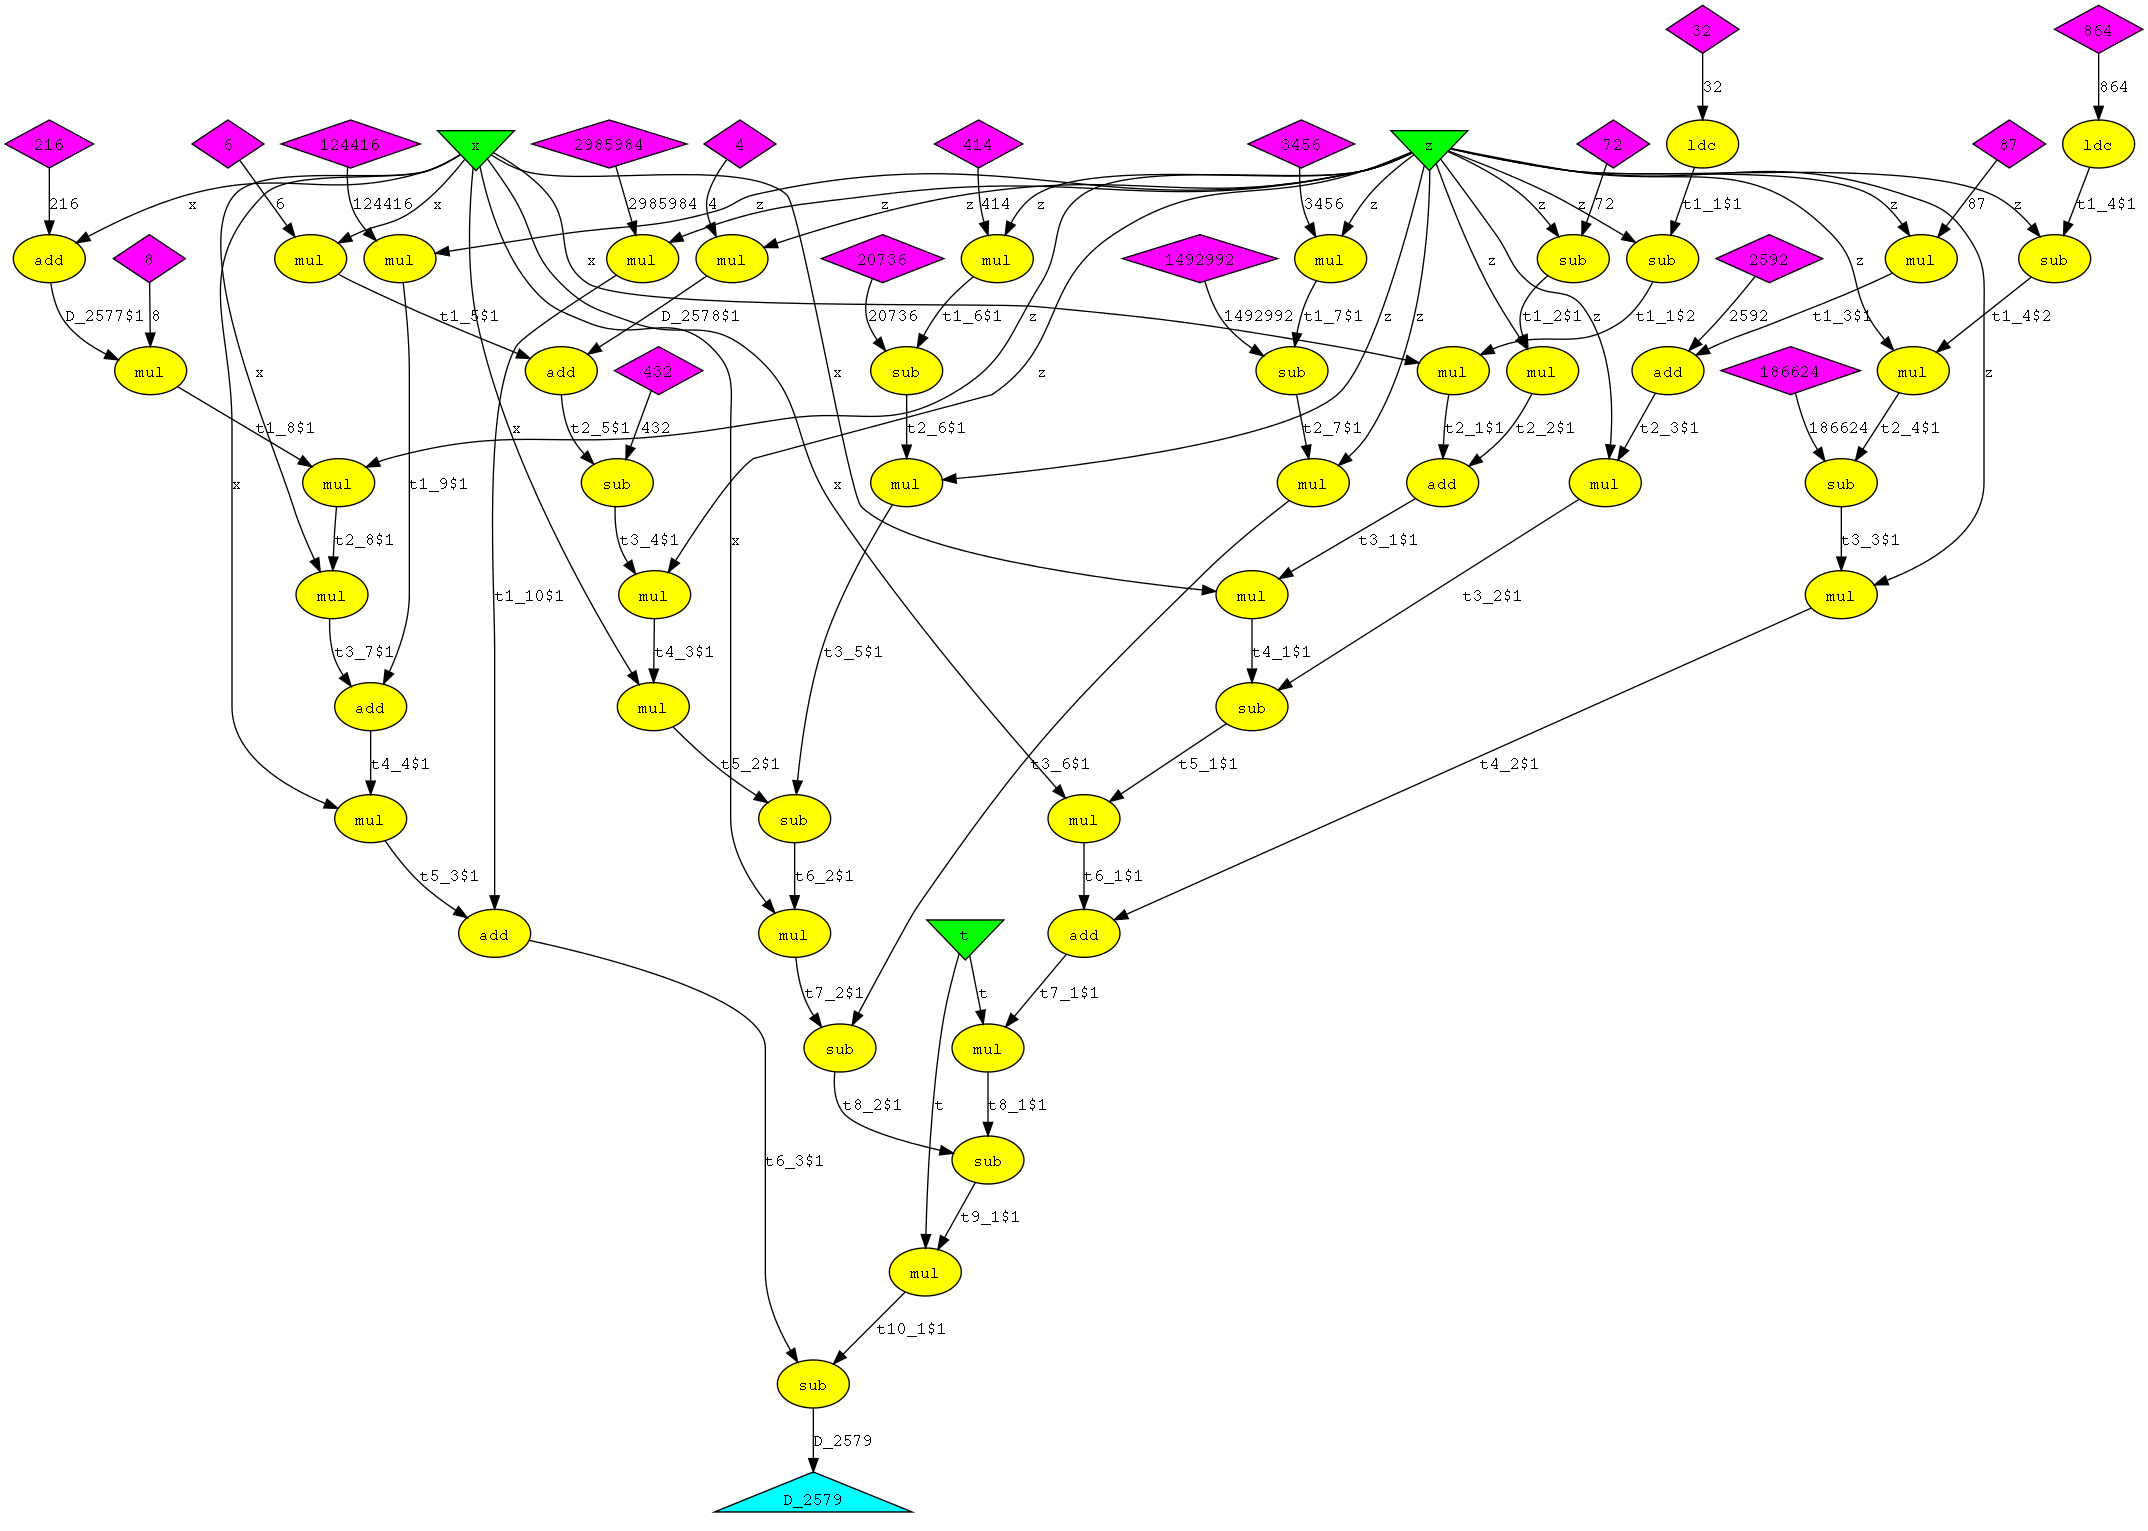 32
864
216
6
124416
x
2985984
4
414
3456
z
72
ldc
87
ldc
32
864
216
x
6
x
124416
z
2985984
z
4
z
414
z
3456
z
z
72
z
t1_1$1
z
87
z
t1_4$1
add
8
mul
mul
mul
mul
20736
mul
1492992
mul
sub
sub
2592
mul
sub
D_2577$1
8
x
t1_5$1
D_2578$1
x
20736
t1_6$1
z
1492992
t1_7$1
z
z
z
t1_2$1
z
t1_1$2
2592
t1_3$1
z
t1_4$2
mul
x
add
432
z
sub
sub
mul
mul
add
186624
mul
z
t1_8$1
x
t2_5$1
432
x
t2_6$1
t2_7$1
t2_1$1
t2_2$1
t2_3$1
186624
t2_4$1
x
mul
t1_9$1
sub
x
mul
mul
add
mul
sub
t2_8$1
t3_4$1
x
t3_1$1
t3_3$1
mul
t1_10$1
mul
mul
t3_2$1
mul
t3_7$1
t4_3$1
t3_5$1
t4_1$1
add
mul
sub
t4_4$1
t5_2$1
t3_6$1
t5_1$1
t4_2$1
mul
sub
mul
t5_3$1
t6_2$1
t6_1$1
add
mul
t
add
t7_2$1
t
t7_1$1
sub
mul
t8_2$1
t
t8_1$1
t6_3$1
sub
t9_1$1
mul
t10_1$1
sub
D_2579
D_2579